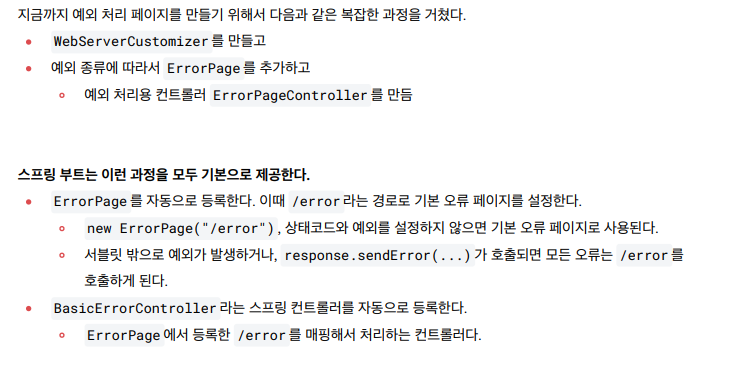 지금까지 예외 처리 페이지를 만들기 위해서 다음과 같은 복잡한 과정을 거쳤다.
WebServerCustomizer 를 만들고
예외 종류에 따라서 ErrorPage 를 추가하고
예외 처리용 컨트롤러 ErrorPageController 를 만듬
스프링 부트는 이런 과정을 모두 기본으로 제공한다.
ErrorPage 를 자동으로 등록한다. 이때 /error 라는 경로로 기본 오류 페이지를 설정한다.
new ErrorPage("/error") , 상태코드와 예외를 설정하지 않으면 기본 오류 페이지로 사용된다.
서블릿 밖으로 예외가 발생하거나, response.sendError(...) 가 호출되면 모든 오류는 /error 를
호출하게 된다.
BasicErrorController 라는 스프링 컨트롤러를 자동으로 등록한다.
ErrorPage 에서 등록한 /error 를 매핑해서 처리하는 컨트롤러다.